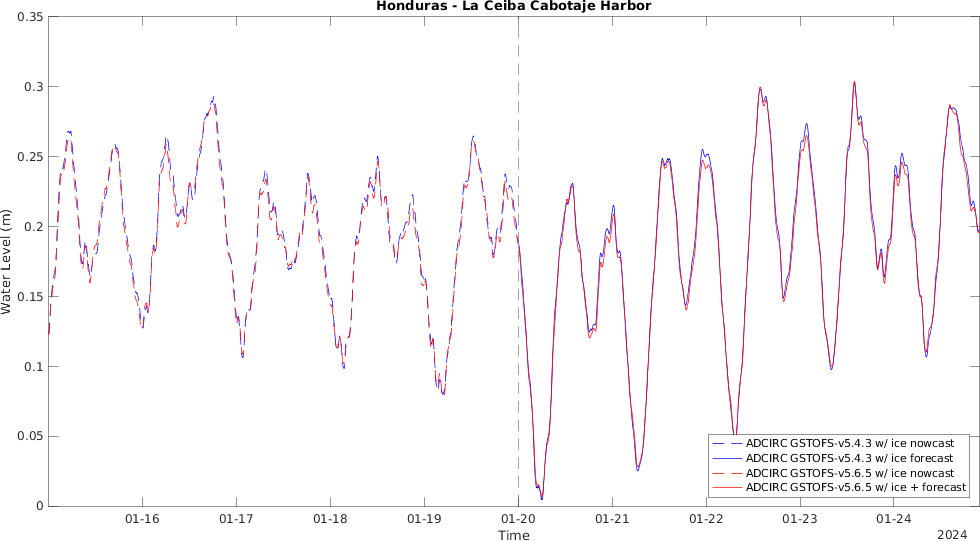 Honduras - La Ceiba Cabotaje Harbor
0.35
0.3
0.25
0.2
0.15
0.1
0.05
0
Water Level (m)
01-16 01-17 01-18 01-19 01-20 01-21 01-22 01-23 01-24
Time
2024
ADCIRC GSTOFS-v5.4.3 w/ ice nowcast
ADCIRC GSTOFS-v5.4.3 w/ ice forecast
ADCIRC GSTOFS-v5.6.5 w/ ice nowcast
ADCIRC GSTOFS-v5.6.5 w/ ice + forecast